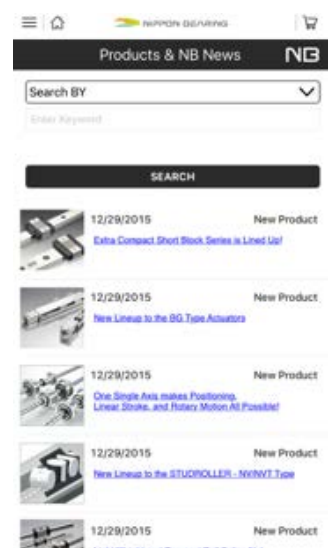 NIPPON BEARING
Products & NB News
NB
Search BY
Enter Keyword
SEARCH
12/29/2015 New Product
Extra Compact Short Block Series is Lined Up!
12/29/2015 New Product
New Lineup to the BG Type Actuators
12/29/2015 New Product
One Single Axis makes Positioning,
Linear Stroke, and Rotary Motion All Possible!
12/29/2015 New Product
New Lineup to the STUDROLLER - NV/NVT Type
12/29/2015 New Product